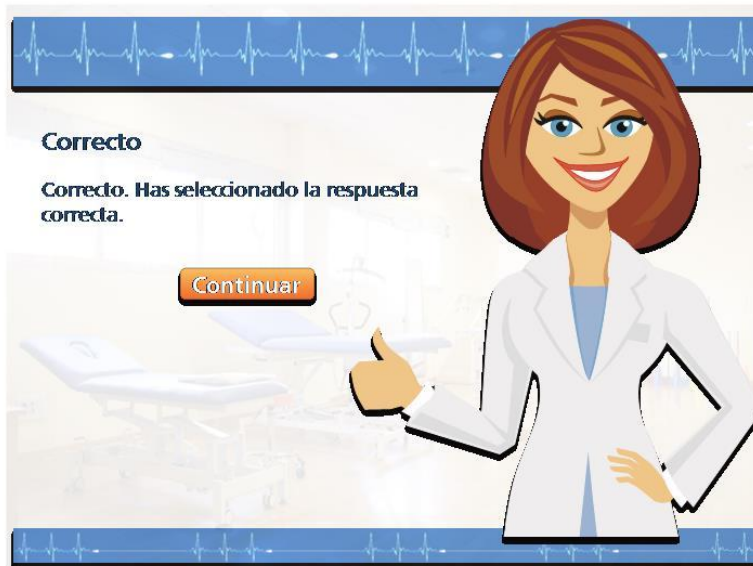 Correcto
Correcto. Has seleccionado la respuesta
correcta.
Continuar